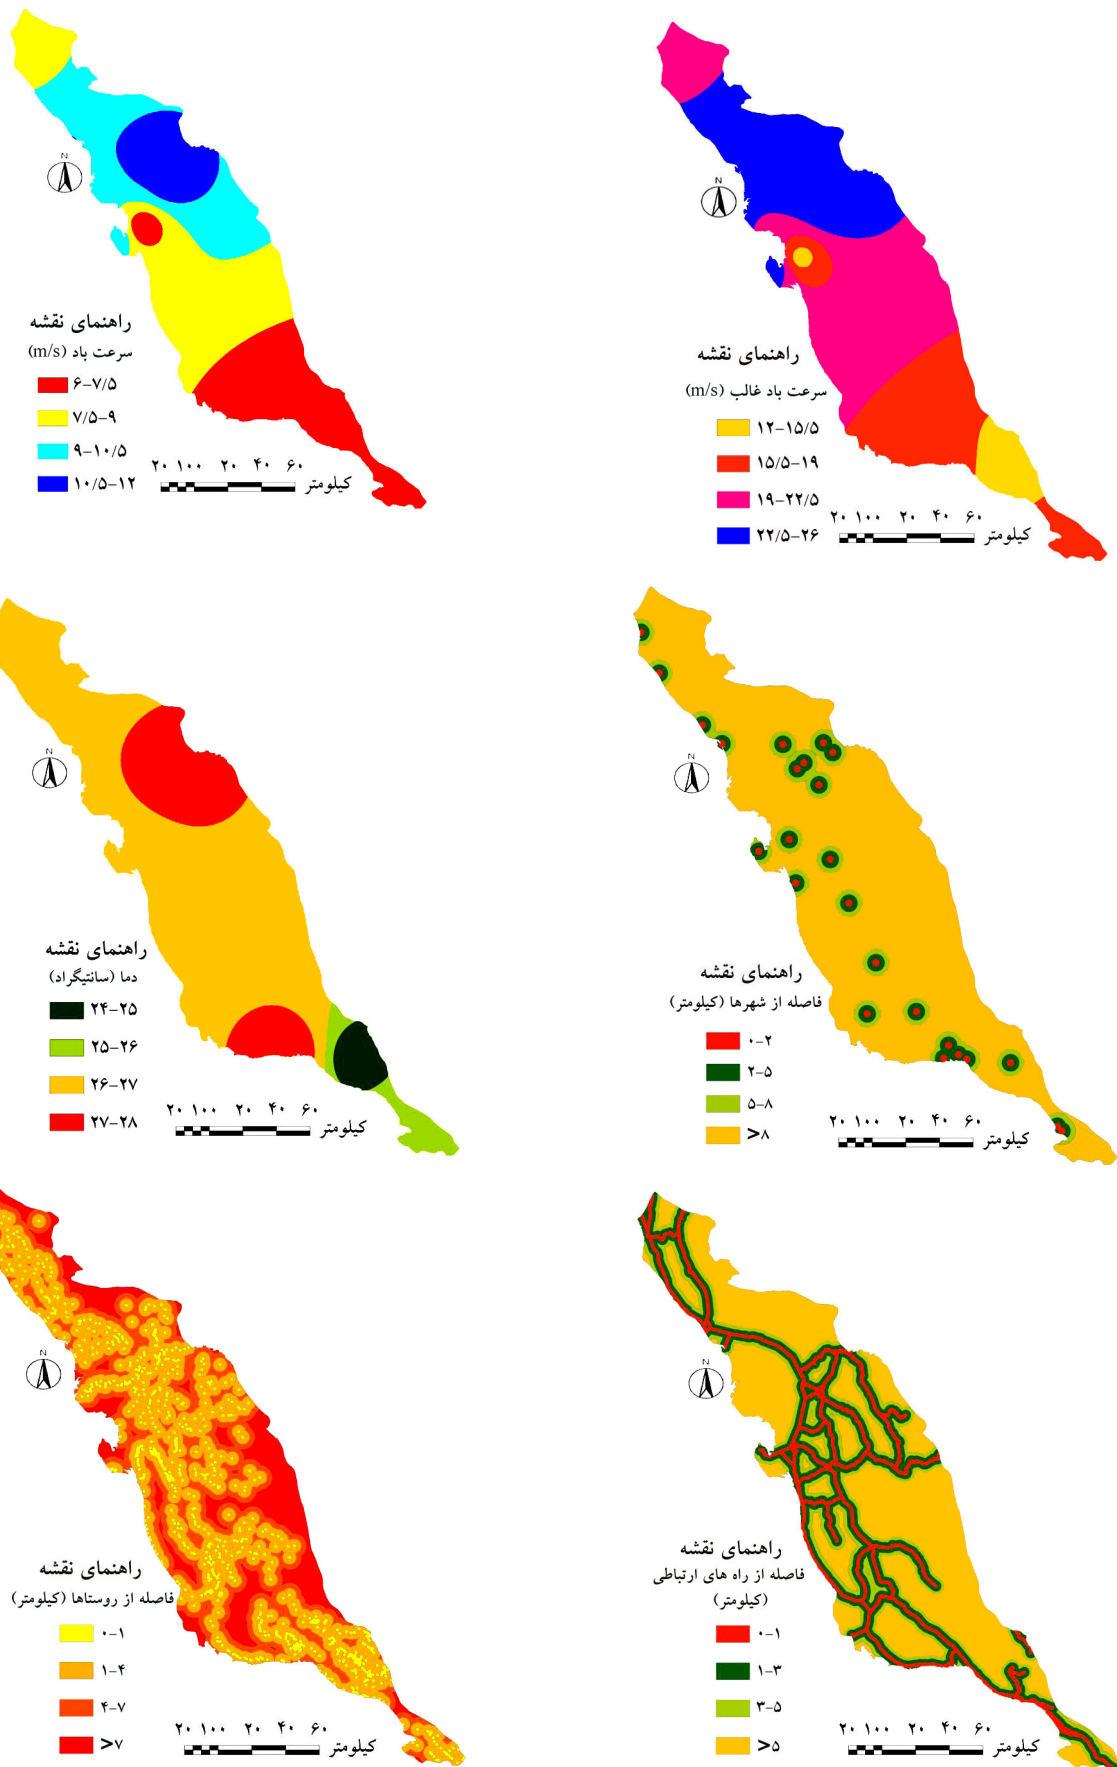 N
راهنمای نقشه
سرعت باد (m/s)
۶-۷/۵
۷/۵-۹
۹-۱۰/۵
۱۰/۵-۱۲
۲۰ ۱۰۰ ۲۰ ۴۰ ۶۰
کیلومتر
N
راهنمای نقشه
سرعت باد غالب (m/s)
۱۲-۱۵/۵
۱۵/۵-۱۹
۱۹-۲۲/۵
۲۲/۵-۲۶
۲۰ ۱۰۰ ۲۰ ۴۰ ۶۰
کیلومتر
N
راهنمای نقشه
دما (سانتیگراد)
۲۴-۲۵
۲۵-۲۶
۲۶-۲۷
۲۷-۲۸
۲۰ ۱۰۰ ۲۰ ۴۰ ۶۰
کیلومتر
N
راهنمای نقشه
فاصله از شهرها (کیلومتر)
۰-۲
۲-۵
۵-۸
>۸
۲۰ ۱۰۰ ۲۰ ۴۰ ۶۰
کیلومتر
N
راهنمای نقشه
فاصله از روستاها (کیلومتر)
۰-۱
۱-۴
۴-۷
>۷
۲۰ ۱۰۰ ۲۰ ۴۰ ۶۰
کیلومتر
N
راهنمای نقشه
فاصله از راه های ارتباطی
(کیلومتر)
۰-۱
۱-۳
۳-۵
>۵
۲۰ ۱۰۰ ۲۰ ۴۰ ۶۰
کیلومتر